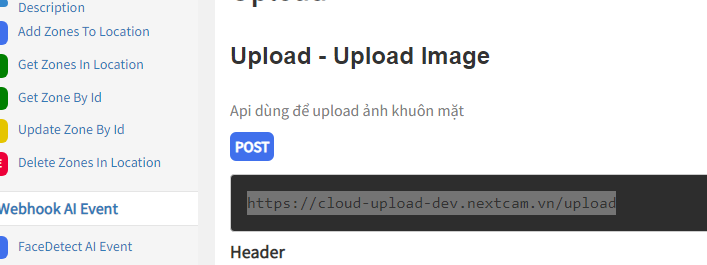 Description
Add Zones To Location
Get Zones In Location
Get Zone By Id
Update Zone By Id
Delete Zones In Location
Webhook AI Event
FaceDetect AI Event
Upload - Upload Image
Api dùng để upload ảnh khuôn mặt
POST
https://cloud-upload-dev.nextcam.vn/upload
Header